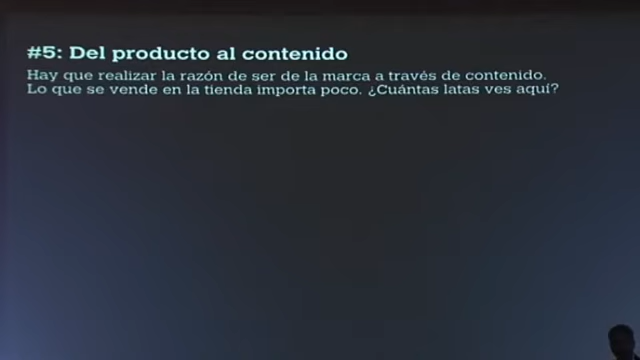 #5: Del producto al contenido
Hay que realizar la razón de ser de la marca a través de contenido.
Lo que se vende en la tienda importa poco. ¿Cuántas latas ves aquí?